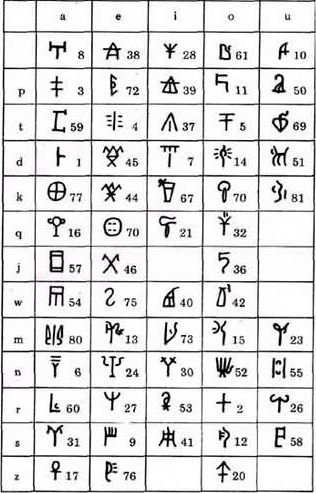 a e i o u
𐀀 8 𐀁 38 𐀂 28 𐀃 61 𐀄 10
p 𐀞 3 𐀟 72 𐀠 39 𐀡 11 𐀢 50
t 𐀲 59 𐀳 4 𐀴 37 𐀵 5 𐀶 69
d 𐀅 1 𐀆 45 𐀇 7 𐀈 14 𐀉 51
k 𐀏 77 𐀐 44 𐀑 67 𐀒 70 𐀓 81
q 𐀣 16 𐀤 70 𐀥 21 𐀦 32
j 𐀊 57 𐀋 46 𐀍 36
w 𐀷 54 𐀸 75 𐀹 40 𐀺 42
m 𐀔 80 𐀕 13 𐀖 73 𐀗 15 𐀘 23
n 𐀙 6 𐀚 24 𐀛 30 𐀜 52 𐀝 55
r 𐀨 60 𐀩 27 𐀪 53 𐀫 2 𐀬 26
s 𐀭 31 𐀮 9 𐀯 41 𐀰 12 𐀱 58
z 𐀼 17 𐀽 76 𐀿 20